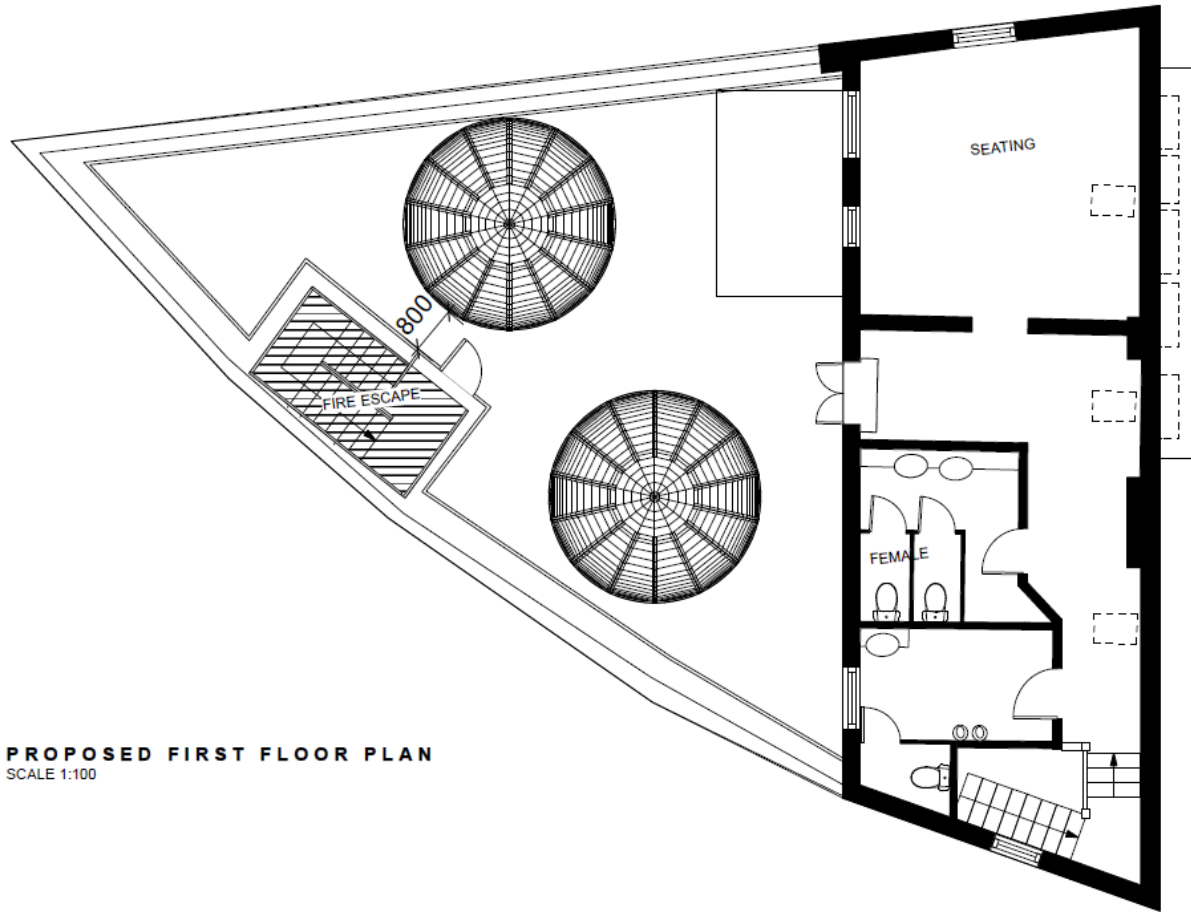 SEATING
800
FIRE ESCAPE
FEMALE
PROPOSED FIRST FLOOR PLAN
SCALE 1:100